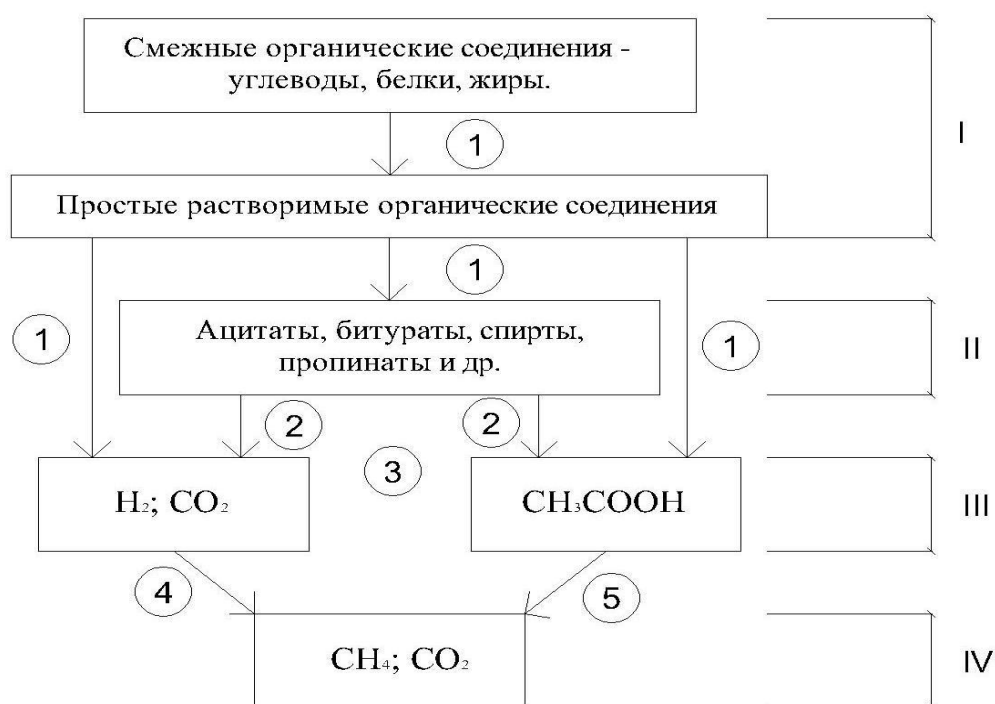 Смежные органические соединения -
углеводы, белки, жиры.
1
I
Простые растворимые органические соединения
1
1
Ацитаты, битураты, спирты,
пропинаты и др.
1
II
2
2
3
H₂; CO₂
CH₃COOH
III
4
5
CH₄; CO₂
IV